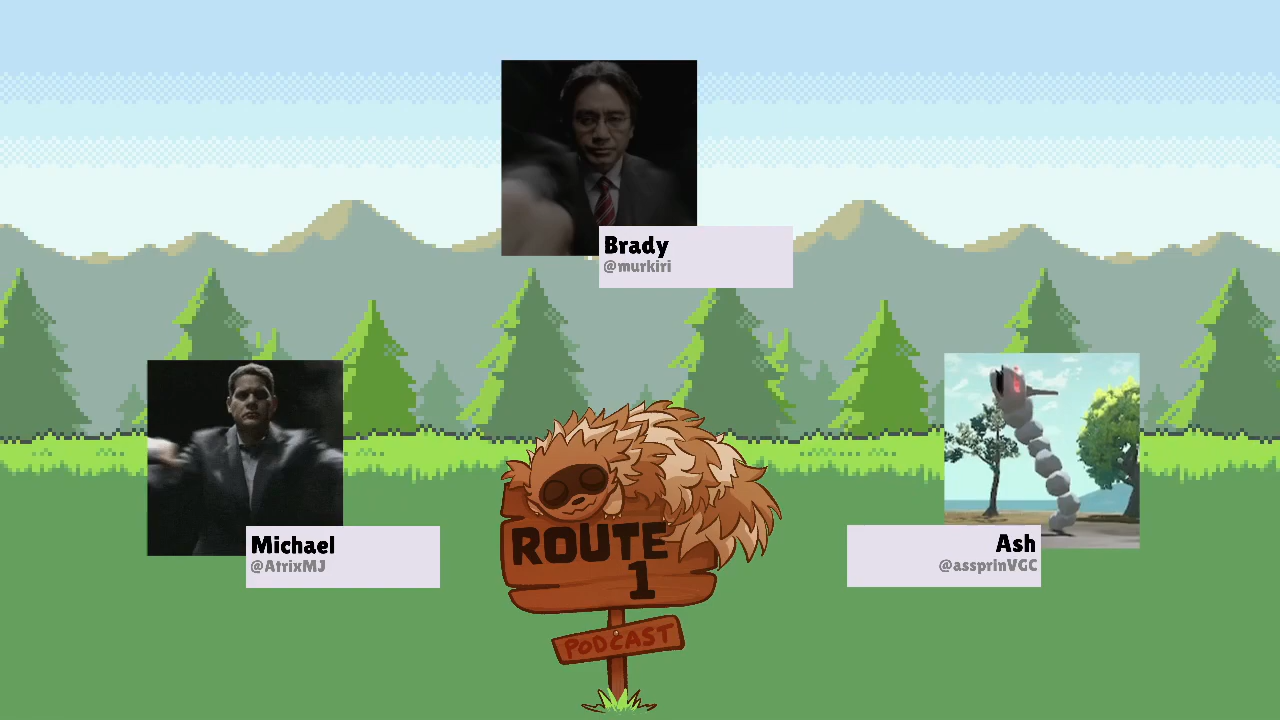 Brady
@murkiri
Michael
@AtrixMJ
Ash
@assprinVGC
ROUTE
1
PODCAST